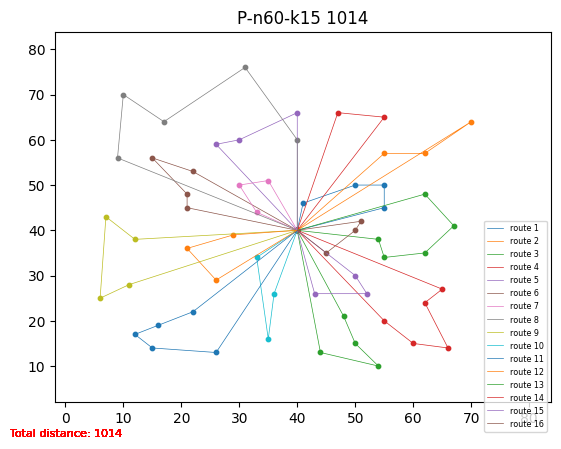 P-n60-k15 1014
80
70
60
50
40
30
20
10
0 10 20 30 40 50 60 70
route 1
route 2
route 3
route 4
route 5
route 6
route 7
route 8
route 9
route 10
route 11
route 12
route 13
route 14
route 15
route 16
Total distance: 1014